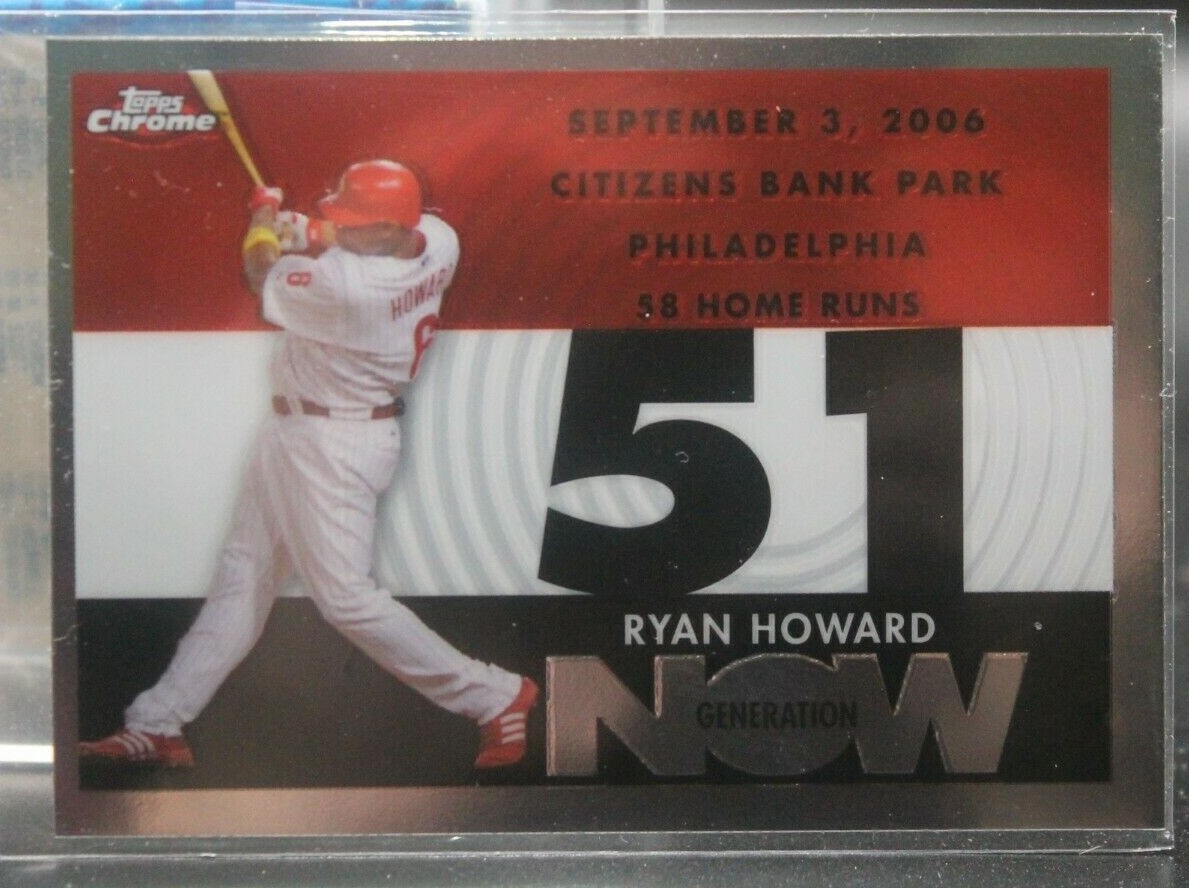 Topps
Chrome
SEPTEMBER 3, 2006
CITIZENS BANK PARK
PHILADELPHIA
58 HOME RUNS
8
HOWARD
6
51
RYAN HOWARD
NOW
GENERATION